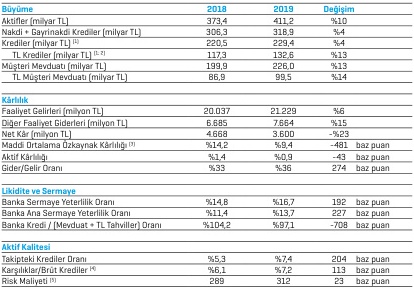 Büyüme 2018 2019 Değişim
Aktifler (milyar TL) 373,4 411,2 %10
Nakdi + Gayrinakdi Krediler (milyar TL) 306,3 318,9 %4
Krediler (milyar TL) (1) 220,5 229,4 %4
TL Krediler (milyar TL) (1, 2) 117,3 132,6 %13
Müşteri Mevduatı (milyar TL) 199,9 226,0 %13
TL Müşteri Mevduatı (milyar TL) 86,9 99,5 %14
Kârlılık
Faaliyet Gelirleri (milyon TL) 20.037 21.229 %6
Diğer Faaliyet Giderleri (milyon TL) 6.685 7.664 %15
Net Kâr (milyon TL) 4.668 3.600 -%23
Maddi Ortalama Özkaynak Kârlılığı (3) %14,2 %9,4 -481 baz puan
Aktif Kârlılığı %1,4 %0,9 -43 baz puan
Gider/Gelir Oranı %33 %36 274 baz puan
Likidite ve Sermaye
Banka Sermaye Yeterlilik Oranı %14,8 %16,7 192 baz puan
Banka Ana Sermaye Yeterlilik Oranı %11,4 %13,7 227 baz puan
Banka Kredi / (Mevduat + TL Tahviller) Oranı %104,2 %97,1 -708 baz puan
Aktif Kalitesi
Takipteki Krediler Oranı %5,3 %7,4 204 baz puan
Karşılıklar/Brüt Krediler (4) %6,1 %7,2 113 baz puan
Risk Maliyeti (5) 289 312 23 baz puan